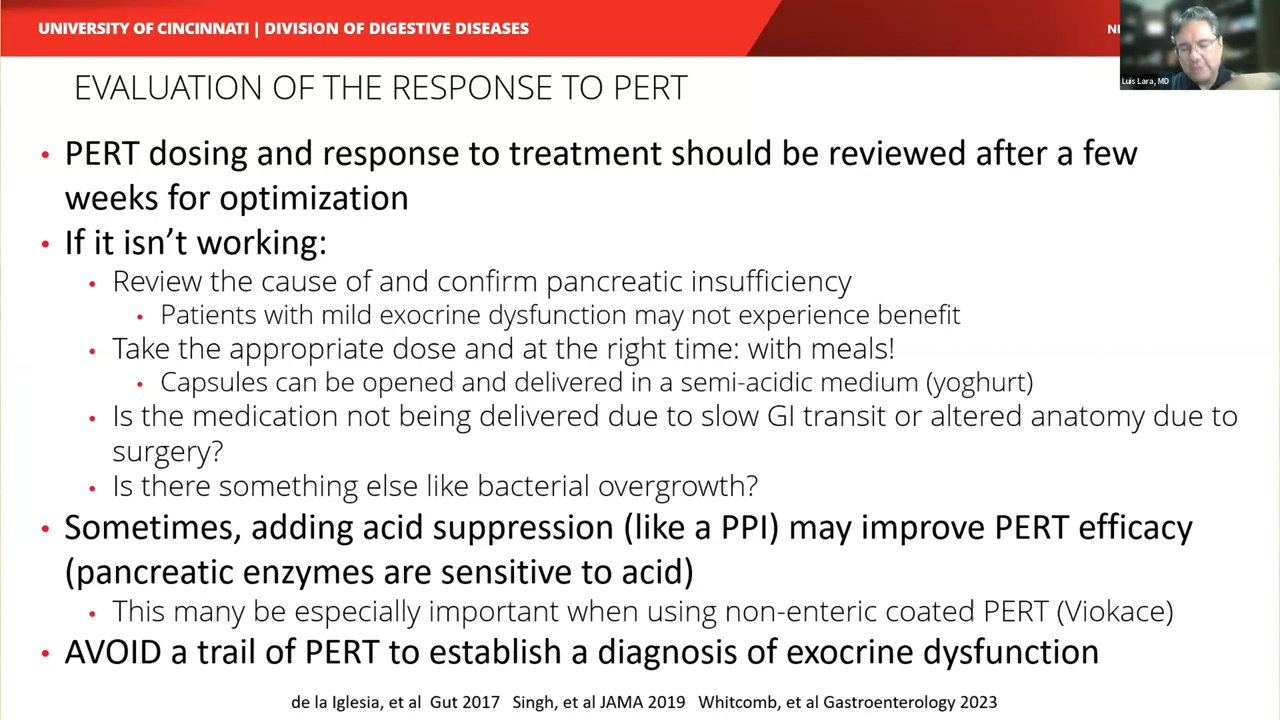 UNIVERSITY OF CINCINNATI | DIVISION OF DIGESTIVE DISEASES
Luis Lara, MD
EVALUATION OF THE RESPONSE TO PERT
• PERT dosing and response to treatment should be reviewed after a few
weeks for optimization
• If it isn't working:
• Review the cause of and confirm pancreatic insufficiency
• Patients with mild exocrine dysfunction may not experience benefit
• Take the appropriate dose and at the right time: with meals!
• Capsules can be opened and delivered in a semi-acidic medium (yoghurt)
• Is the medication not being delivered due to slow GI transit or altered anatomy due to
surgery?
• Is there something else like bacterial overgrowth?
• Sometimes, adding acid suppression (like a PPI) may improve PERT efficacy
(pancreatic enzymes are sensitive to acid)
• This many be especially important when using non-enteric coated PERT (Viokace)
• AVOID a trail of PERT to establish a diagnosis of exocrine dysfunction
de la Iglesia, et al Gut 2017 Singh, et al JAMA 2019 Whitcomb, et al Gastroenterology 2023